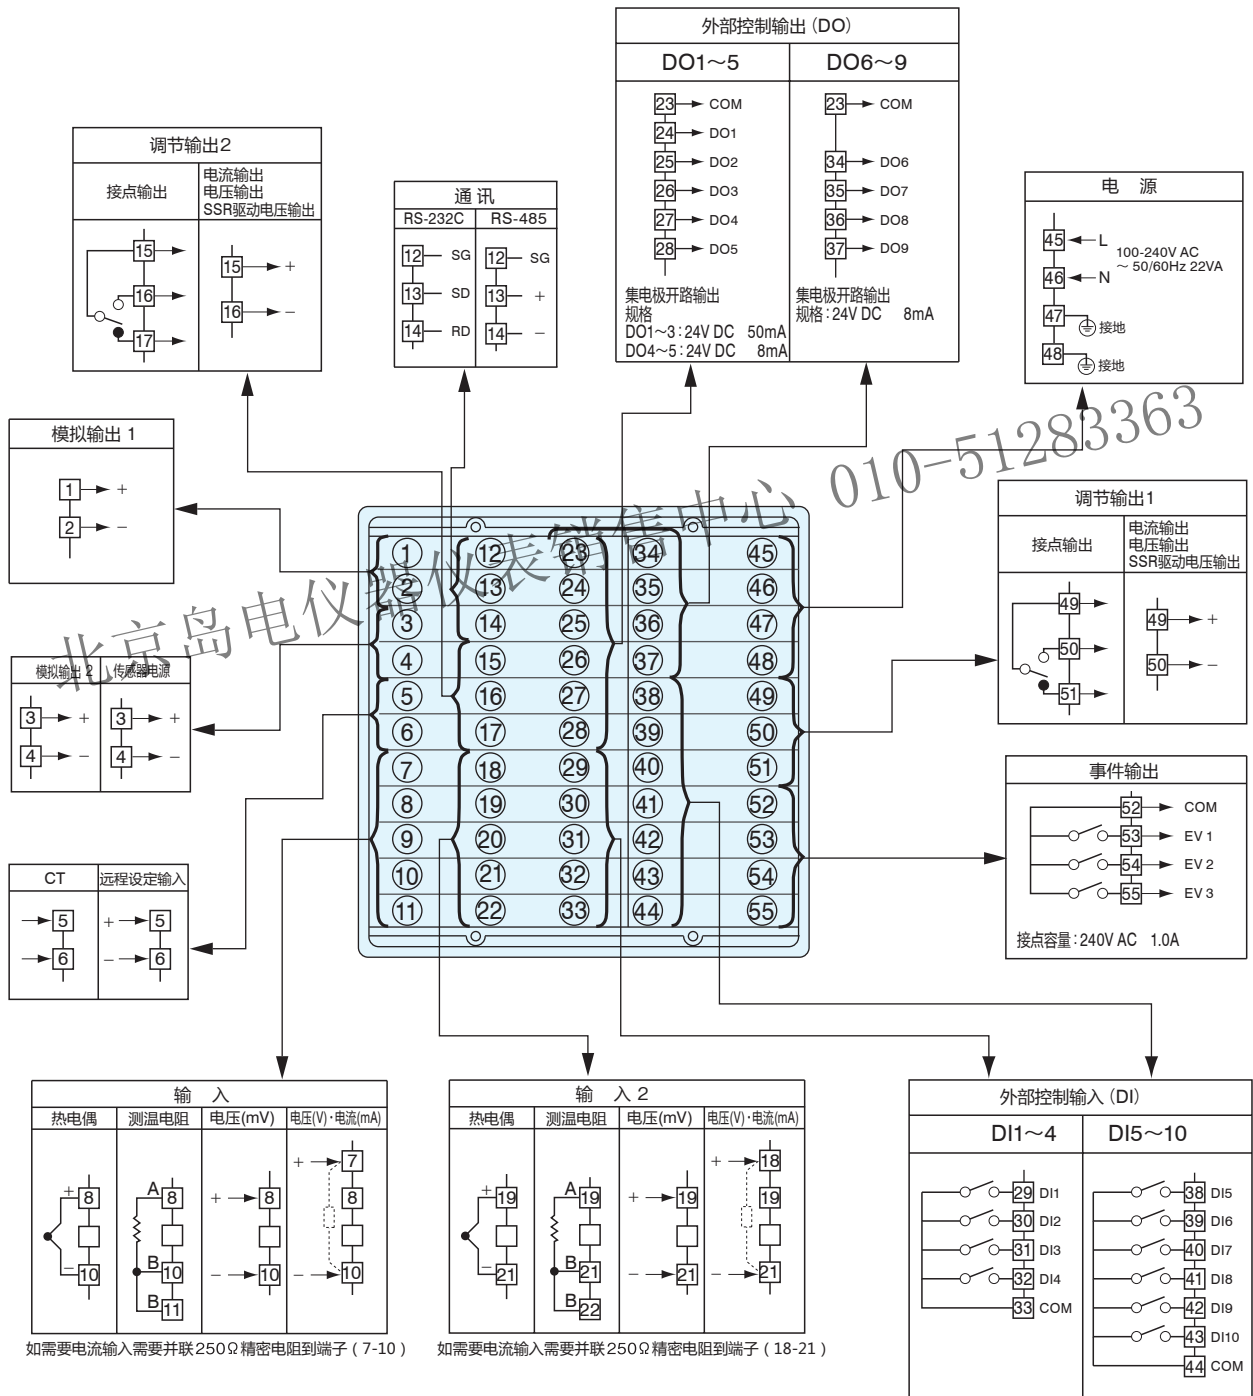 外部控制输出（DO）
DO1～5 DO6～9
23 COM
24 DO1
25 DO2
26 DO3
27 DO4
28 DO5
集电极开路输出
规格
DO1～3：24V DC 50mA
DO4～5：24V DC 8mA
23 COM
34 DO6
35 DO7
36 DO8
37 DO9
集电极开路输出
规格：24V DC 8mA
调节输出2
接点输出
电流输出
电压输出
SSR驱动电压输出
15
16
17
15 +
16 −
通 讯
RS-232C RS-485
12 SG
13 SD
14 RD
12 SG
13 +
14 −
电 源
45 L
46 N
100-240V AC
～ 50/60Hz 22VA
47 接地
48 接地
模拟输出 1
1 +
2 −
北京岛电仪器仪表销售中心 010-51283363
调节输出1
接点输出
电流输出
电压输出
SSR驱动电压输出
49
50
51
49 +
50 −
1 12 23 34 45
2 13 24 35 46
3 14 25 36 47
4 15 26 37 48
5 16 27 38 49
6 17 28 39 50
7 18 29 40 51
8 19 30 41 52
9 20 31 42 53
10 21 32 43 54
11 22 33 44 55
模拟输出 2 传感器电源
3 + 3 +
4 − 4 −
事件输出
52 COM
53 EV 1
54 EV 2
55 EV 3
接点容量：240V AC 1.0A
CT 远程设定输入
5 + 5
6 − 6
输 入
热电偶 测温电阻 电压(mV) 电压(V)·电流(mA)
+ 8
− 10
A 8
B 10
B 11
+ 8
− 10
+ 7
8
− 10
如需要电流输入需要并联250Ω精密电阻到端子（7-10）
输 入 2
热电偶 测温电阻 电压(mV) 电压(V)·电流(mA)
+ 19
− 21
A 19
B 21
B 22
+ 19
− 21
+ 18
19
− 21
如需要电流输入需要并联250Ω精密电阻到端子（18-21）
外部控制输入（DI）
DI1～4 DI5～10
29 DI1
30 DI2
31 DI3
32 DI4
33 COM
38 DI5
39 DI6
40 DI7
41 DI8
42 DI9
43 DI10
44 COM